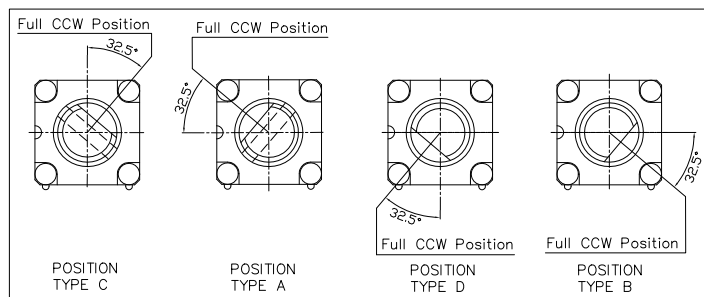 Full CCW Position
32.5°
POSITION
TYPE C
Full CCW Position
32.5°
POSITION
TYPE A
32.5°
Full CCW Position
POSITION
TYPE D
32.5°
Full CCW Position
POSITION
TYPE B